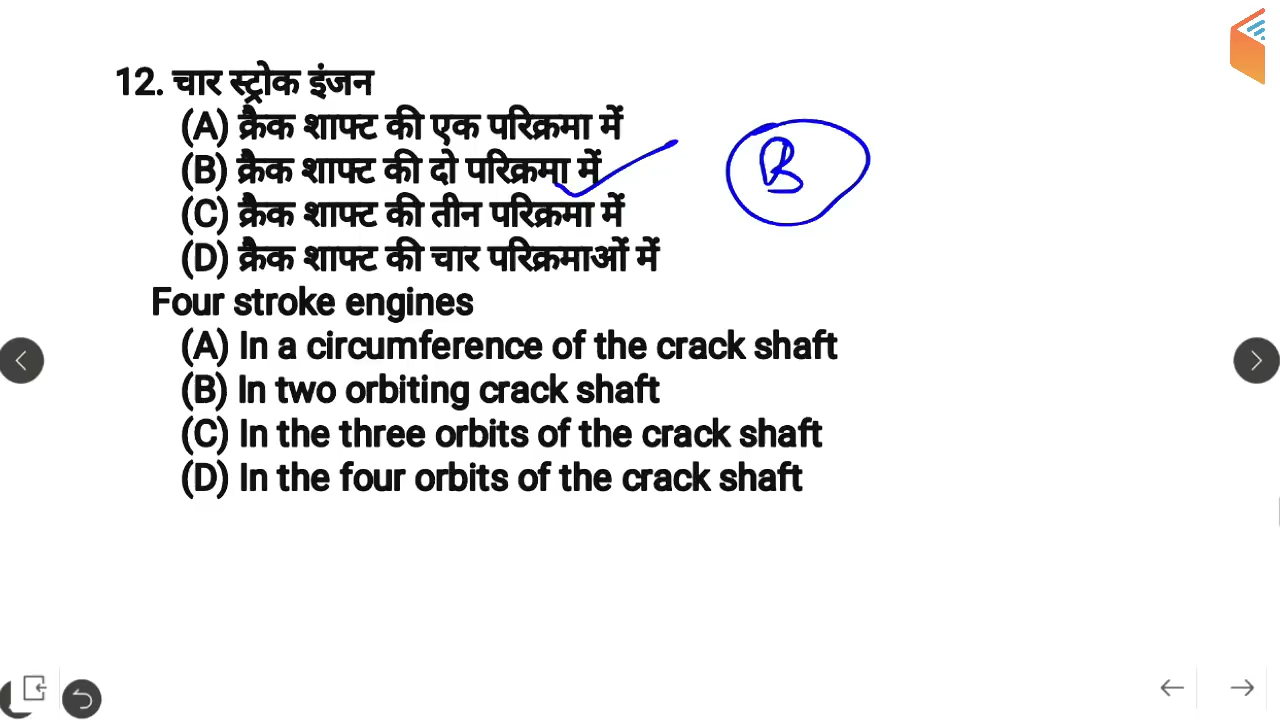 12. चार स्ट्रोक इंजन
(A) क्रैक शाफ्ट की एक परिक्रमा में
(B) क्रैक शाफ्ट की दो परिक्रमा में
B
(C) क्रैक शाफ्ट की तीन परिक्रमा में
(D) क्रैक शाफ्ट की चार परिक्रमाओं में
Four stroke engines
(A) In a circumference of the crack shaft
(B) In two orbiting crack shaft
(C) In the three orbits of the crack shaft
(D) In the four orbits of the crack shaft